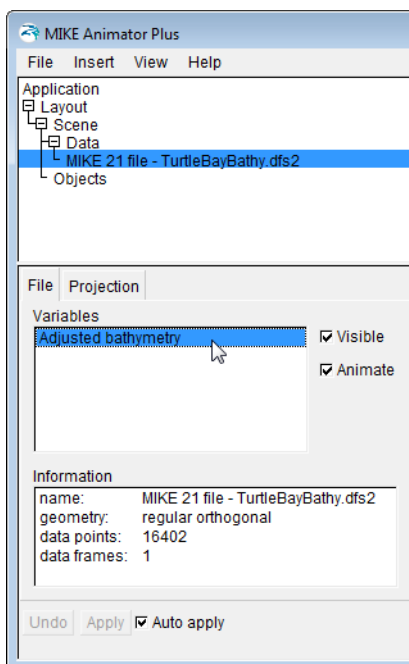 MIKE Animator Plus
File Insert View Help
Application
Layout
Scene
Data
MIKE 21 file - TurtleBayBathy.dfs2
Objects
File Projection
Variables
Adjusted bathymetry
Visible
Animate
Information
name: MIKE 21 file - TurtleBayBathy.dfs2
geometry: regular orthogonal
data points: 16402
data frames: 1
Undo Apply Auto apply